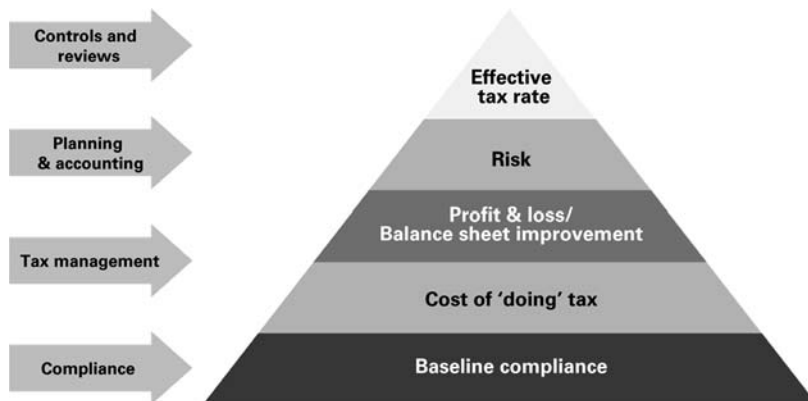 Controls and
reviews
Effective
tax rate
Planning
& accounting
Risk
Profit & loss/
Balance sheet improvement
Tax management
Cost of ‘doing’ tax
Compliance
Baseline compliance